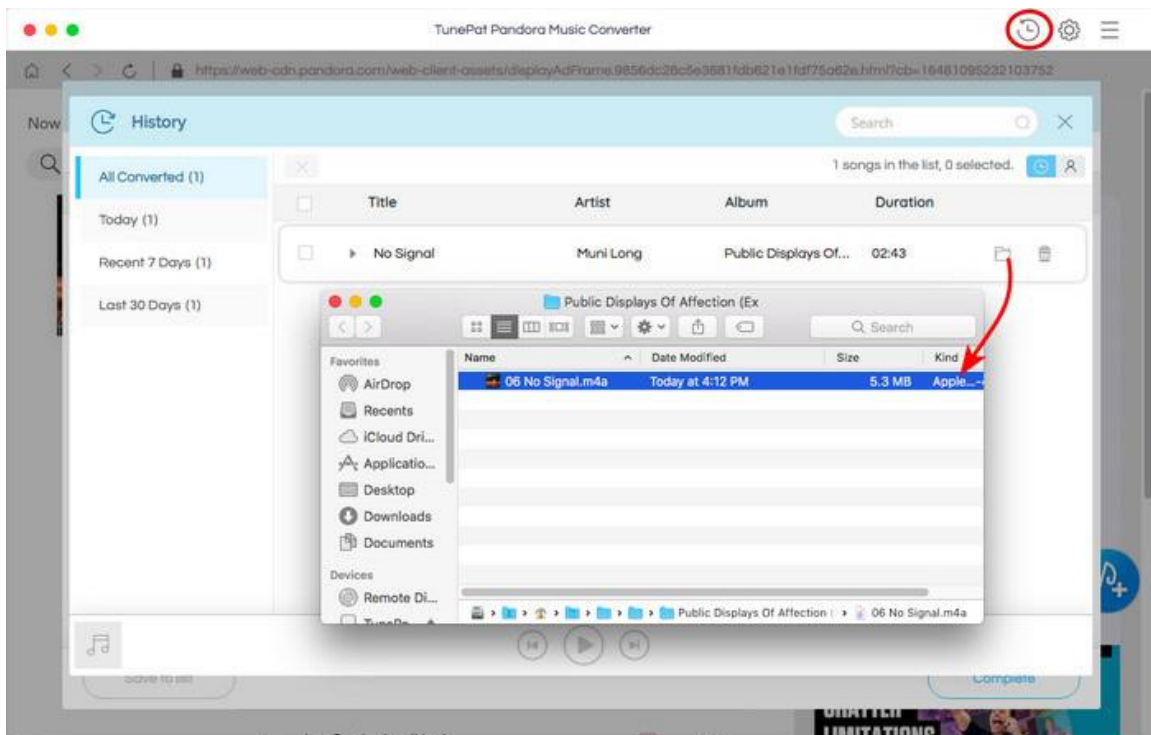 TunePat Pandora Music Converter
https://web-cdn.pandora.com/web-client-assets/displayAdFrame.
Now
History
Search
All Converted (1)
1 songs in the list, 0 selected.
Title Artist Album Duration
Today (1)
No Signal Muni Long Public Displays Of... 02:43
Recent 7 Days (1)
Last 30 Days (1)
Public Displays Of Affection (Ex
Search
Favorites
Name Date Modified Size Kind
AirDrop
06 No Signal.m4a Today at 4:12 PM 5.3 MB Apple...
Recents
iCloud Dri...
Applicatio...
Desktop
Downloads
Documents
Devices
Remote Di...
Public Displays Of Affection 06 No Signal.m4a
Save to list
Complete
LIMITATIONS